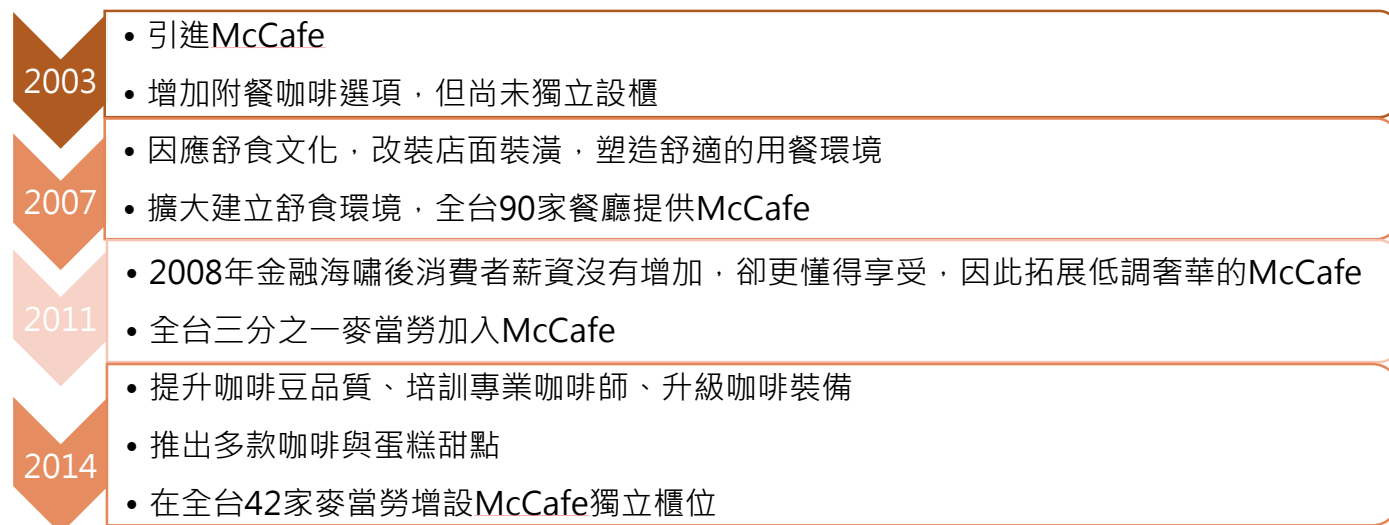 2003
• 引進McCafe
• 增加附餐咖啡選項，但尚未獨立設櫃
2007
• 因應舒食文化，改裝店面裝潢，塑造舒適的用餐環境
• 擴大建立舒食環境，全台90家餐廳提供McCafe
2011
• 2008年金融海嘯後消費者薪資沒有增加，卻更懂得享受，因此拓展低調奢華的McCafe
• 全台三分之一麥當勞加入McCafe
2014
• 提升咖啡豆品質、培訓專業咖啡師、升級咖啡裝備
• 推出多款咖啡與蛋糕甜點
• 在全台42家麥當勞增設McCafe獨立櫃位